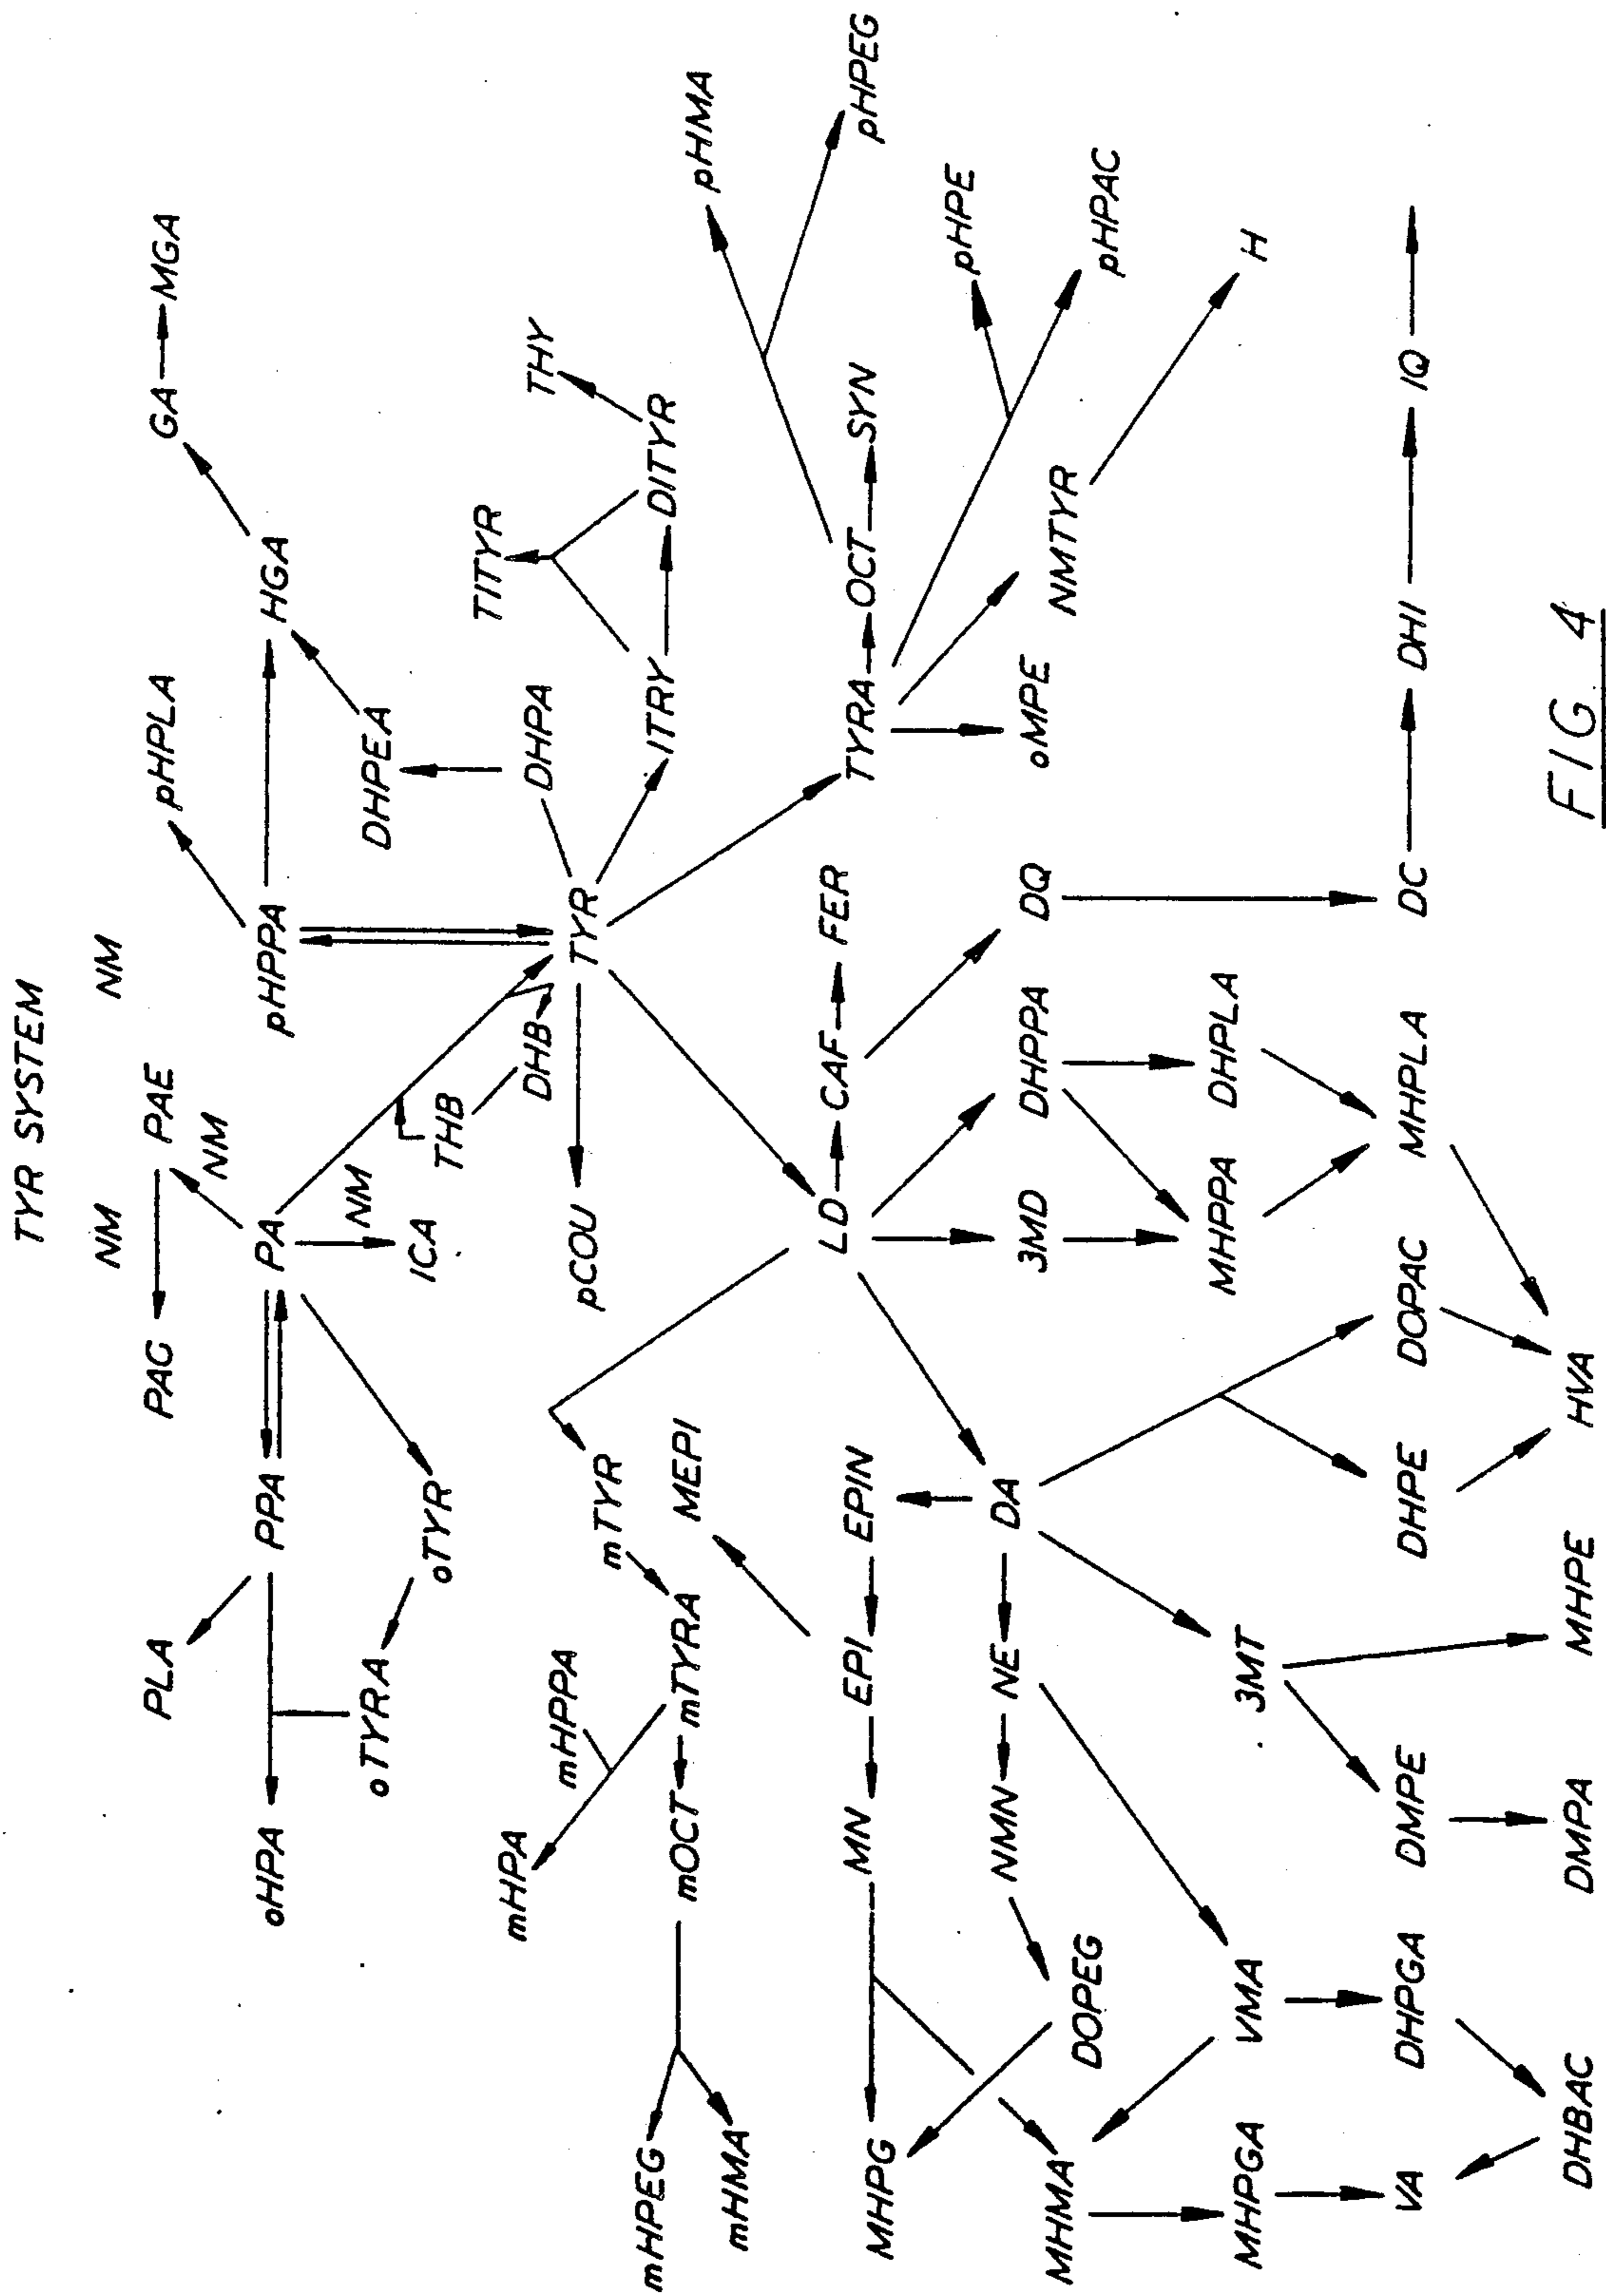 TYR SYSTEM
NM
NM
PLA
PAG
PAE
pHPLA
GA
MGA
NM
oHPA
PPA
PA
pHPPA
HGA
NM
oTYRA
DHPEA
oTYR
ICA
THB
mHPA
mHPPA
DHB
DHPA
TITYR
THY
mTYR
pCOU
TYR
mHPEG
mOCT
mTYRA
MEPI
ITRY
DITYR
pHMA
mHMA
MHPG
MN
EPI
EPIN
LD
CAF
FER
TYRA
OCT
SYN
pHPEG
NMN
NE
DA
pHPE
MHMA
DOPEG
3MD
DHPPA
DQ
oMPE
NMTYR
pHPAC
MHPGA
VMA
3MT
MHPPA
DHPLA
H
VA
DHPGA
DMPE
DHPE
DOPAC
MHPLA
DC
DHI
IQ
DHBAC
DMPA
MHPE
HVA
FIG 4